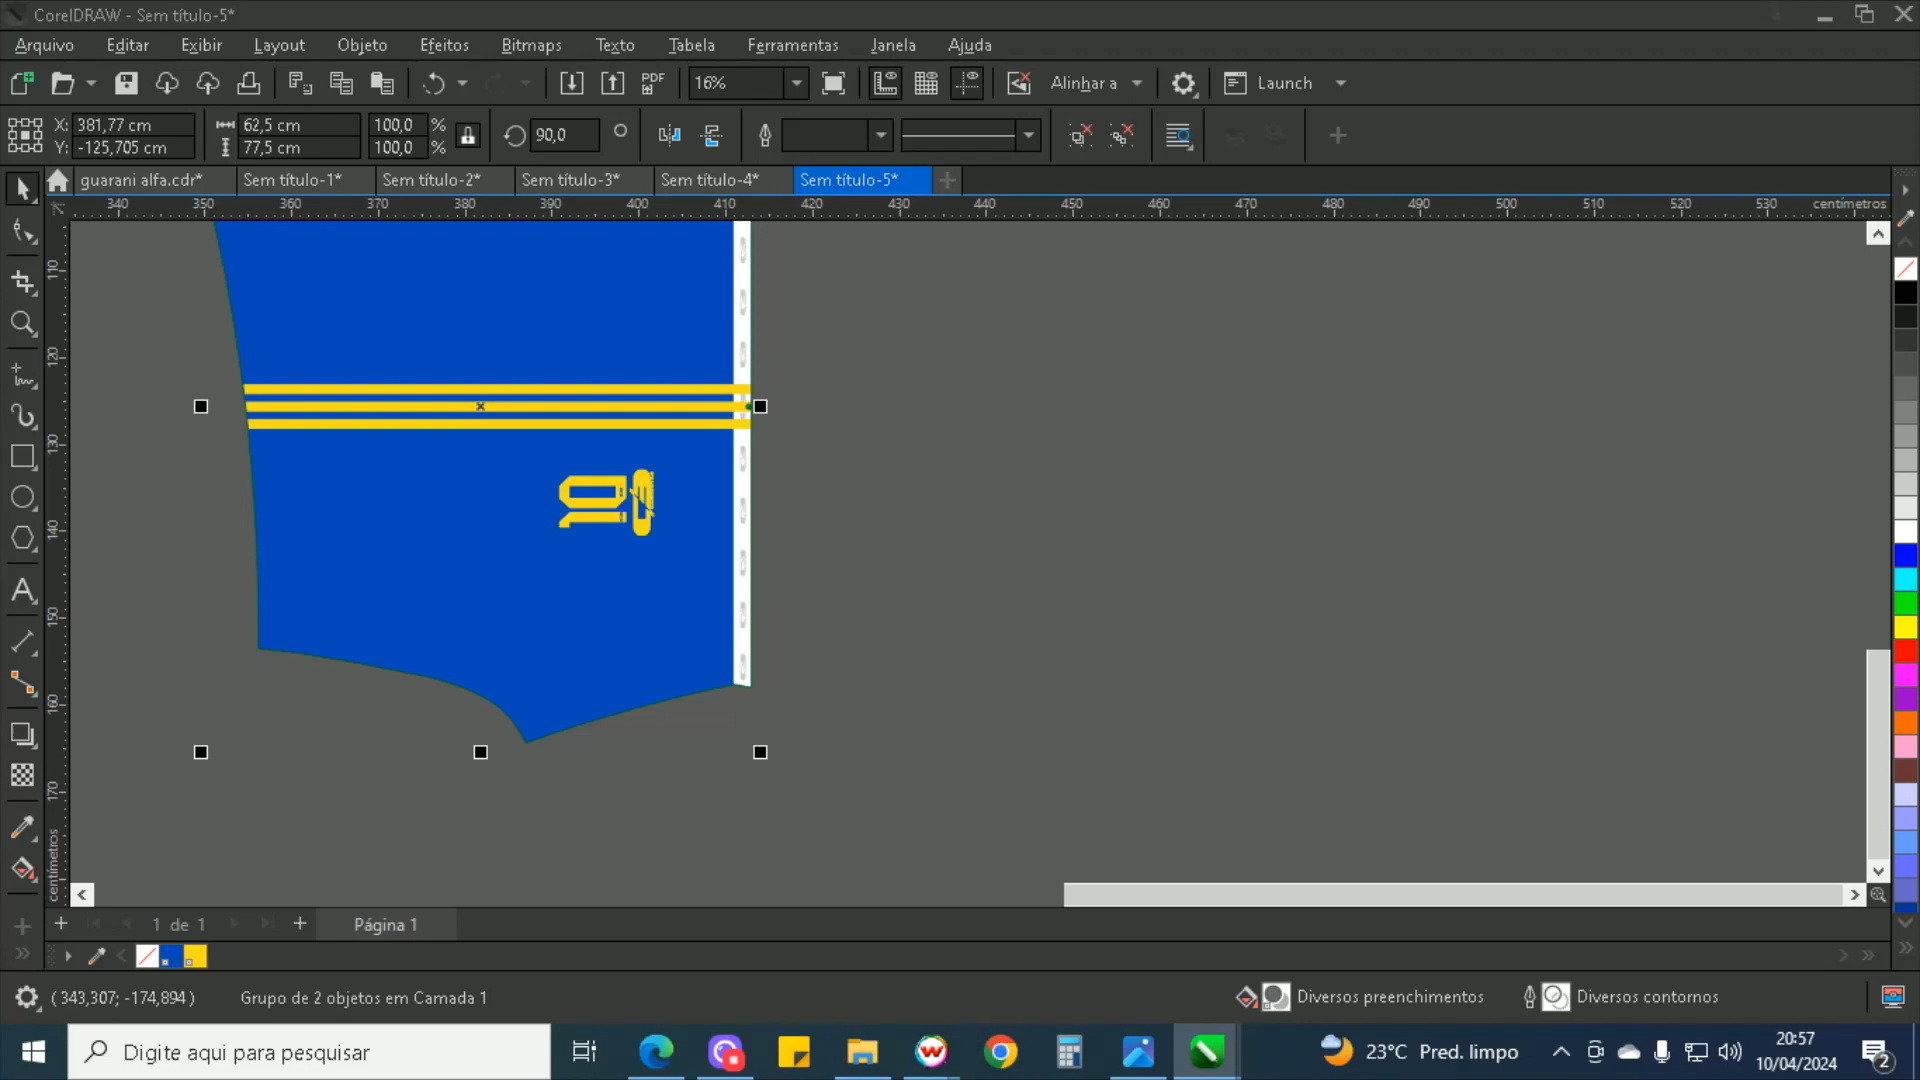 CorelDRAW - Sem título-5*
Arquivo Editar Exibir Layout Objeto Efeitos Bitmaps Texto Tabela Ferramentas Janela Ajuda
PDF 16% Alinhar a Launch
X: 381,77 cm 62,5 cm 100,0 % 90,0 °
Y: -125,705 cm 77,5 cm 100,0 %
guarani alfa.cdr* Sem título-1* Sem título-2* Sem título-3* Sem título-4* Sem título-5*
340 350 360 370 380 390 400 410 420 430 440 450 460 470 480 490 500 510 520 530 centímetros
110
120
130
140
150
160
170
centímetros
10
1 de 1 Página 1
( 343,307; -174,894 ) Grupo de 2 objetos em Camada 1 Diversos preenchimentos Diversos contornos
Digite aqui para pesquisar 23°C Pred. limpo 20:57
10/04/2024 2